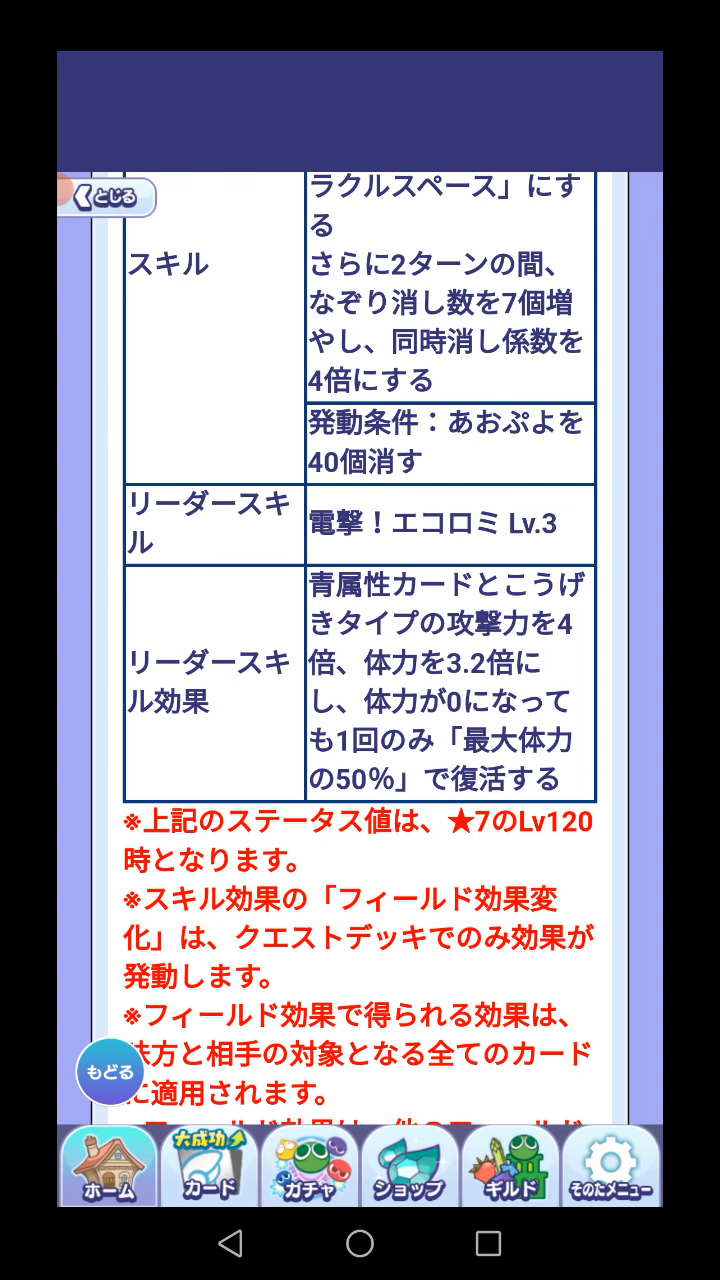 とじる
ラクルスペース」にす
る
スキル
さらに2ターンの間、
なぞり消し数を7個増
やし、同時消し係数を
4倍にする
発動条件：あおぷよを
40個消す
リーダースキ
ル
電撃！エコロミ Lv.3
リーダースキ
ル効果
青属性カードとこうげ
きタイプの攻撃力を4
倍、体力を3.2倍に
し、体力が0になって
も1回のみ「最大体力
の50％」で復活する
※上記のステータス値は、★7のLv120
時となります。
※スキル効果の「フィールド効果変
化」は、クエストデッキでのみ効果が
発動します。
※フィールド効果で得られる効果は、
味方と相手の対象となる全てのカード
に適用されます。
もどる
大成功
ホーム
カード
ガチャ
ショップ
ギルド
そのたメニュー